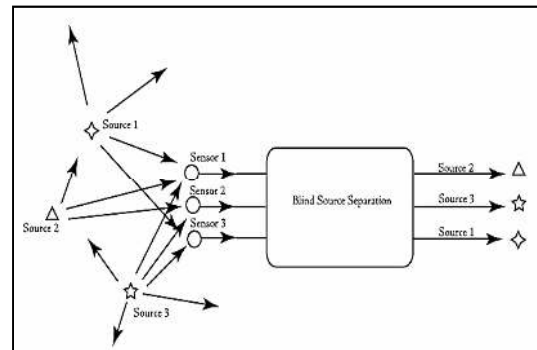 Source 1
Sensor 1
Source 2
Sensor 2
Blind Source Separation
Source 3
Source 2
Sensor 3
Source 1
Source 3